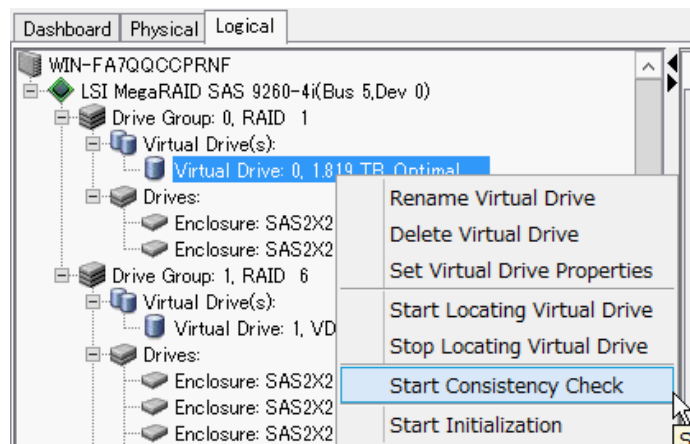 Dashboard Physical Logical
WIN-FA7QQCCPRNF
LSI MegaRAID SAS 9260-4i(Bus 5,Dev 0)
Drive Group: 0, RAID 1
Virtual Drive(s):
Virtual Drive: 0, 1.819 TB, Optimal
Drives:
Enclosure: SAS2X2
Enclosure: SAS2X2
Drive Group: 1, RAID 6
Virtual Drive(s):
Virtual Drive: 1, VD
Drives:
Enclosure: SAS2X2
Enclosure: SAS2X2
Enclosure: SAS2X2
Rename Virtual Drive
Delete Virtual Drive
Set Virtual Drive Properties
Start Locating Virtual Drive
Stop Locating Virtual Drive
Start Consistency Check
Start Initialization